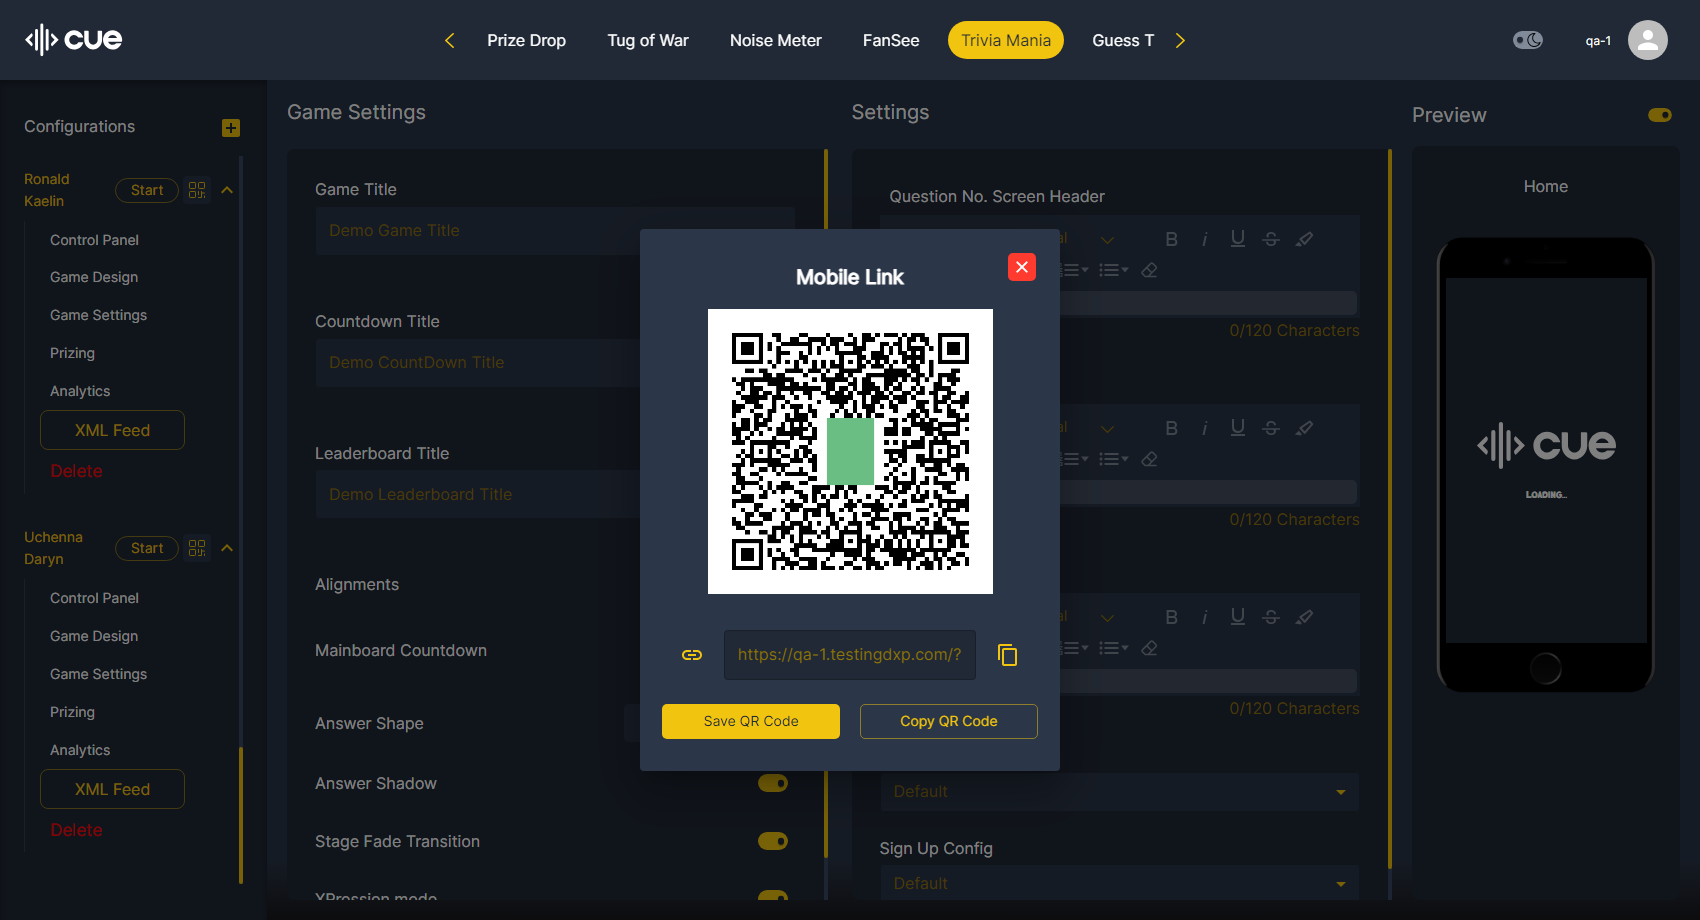 cue
Prize Drop
Tug of War
Noise Meter
FanSee
Trivia Mania
Guess T
qa-1
Configurations
Ronald
Kaelin
Start
Control Panel
Game Design
Game Settings
Prizing
Analytics
XML Feed
Delete
Uchenna
Daryn
Start
Control Panel
Game Design
Game Settings
Prizing
Analytics
XML Feed
Delete
Game Settings
Game Title
Demo Game Title
Countdown Title
Demo CountDown Title
Leaderboard Title
Demo Leaderboard Title
Alignments
Mainboard Countdown
Answer Shape
Answer Shadow
Stage Fade Transition
XPression mode
Mobile Link
https://qa-1.testingdxp.com/?
Save QR Code
Copy QR Code
Settings
Question No. Screen Header
al
B i U S
0/120 Characters
al
B i U S
0/120 Characters
al
B i U S
0/120 Characters
Default
Sign Up Config
Default
Preview
Home
cue
LOADING...